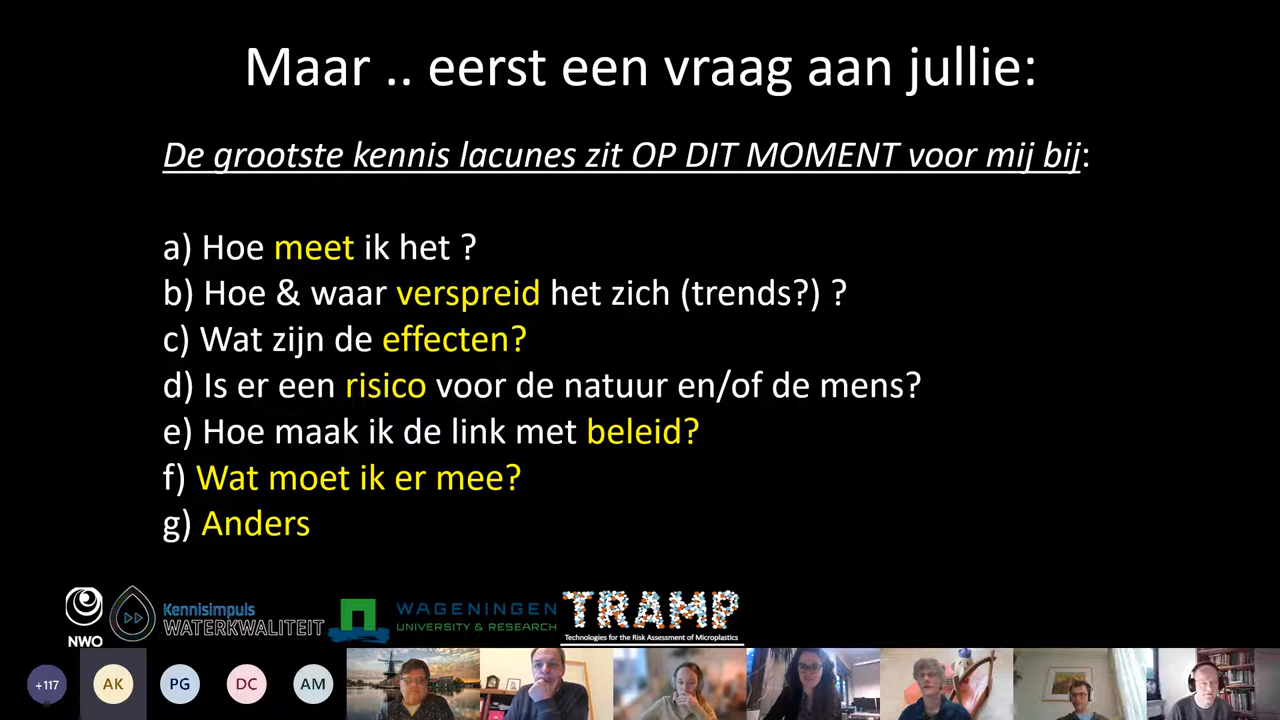 Maar .. eerst een vraag aan jullie:
De grootste kennis lacunes zit OP DIT MOMENT voor mij bij:
a) Hoe meet ik het ?
b) Hoe & waar verspreid het zich (trends?) ?
c) Wat zijn de effecten?
d) Is er een risico voor de natuur en/of de mens?
e) Hoe maak ik de link met beleid?
f) Wat moet ik er mee?
g) Anders
NWO
Kennisimpuls
WATERKWALITEIT
WAGENINGEN
UNIVERSITY & RESEARCH
TRAMP
Technologies for the Risk Assessment of Microplastics
+117
AK
PG
DC
AM